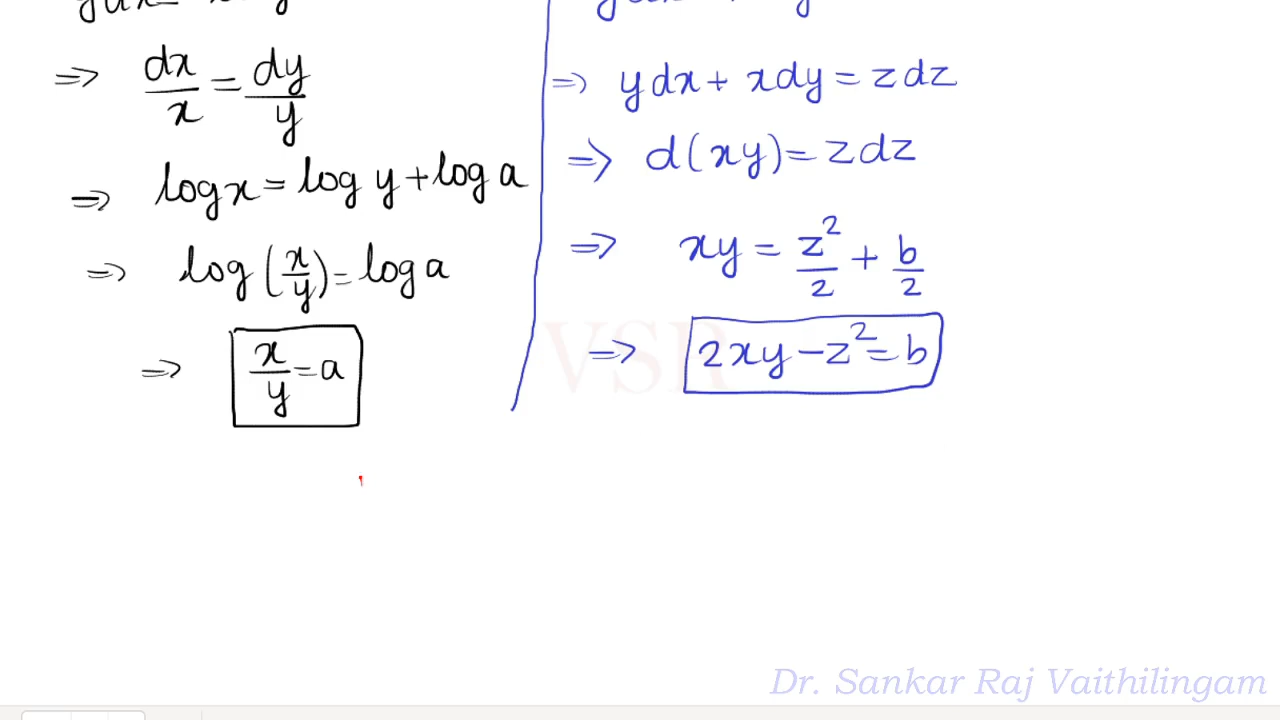 ⇒ dx/x = dy/y
⇒ log x = log y + log a
⇒ log (x/y) = log a
⇒ x/y = a
⇒ ydx + xdy = zdz
⇒ d(xy) = zdz
⇒ xy = z²/2 + b/2
⇒ 2xy − z² = b
VSR
Dr. Sankar Raj Vaithilingam